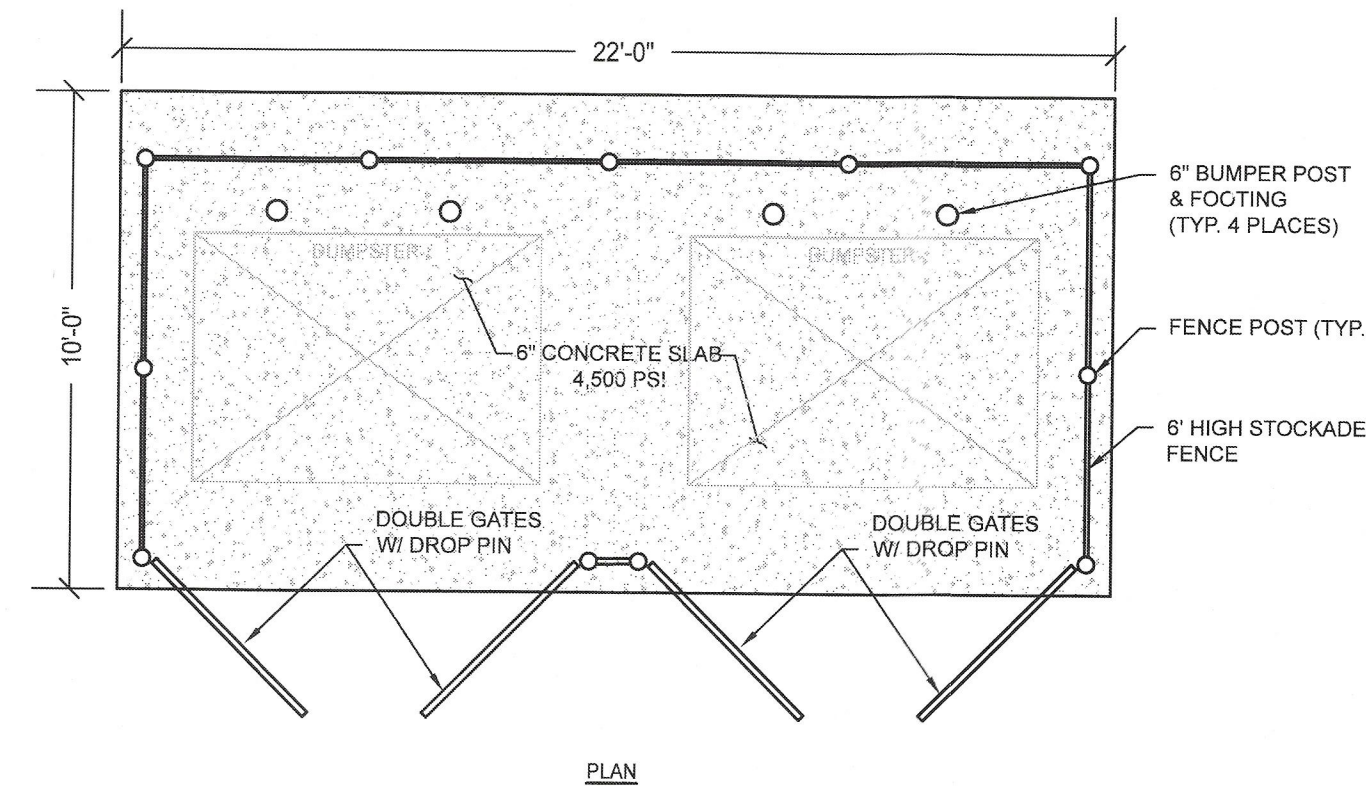 22'-0"
10'-0"
6" BUMPER POST
& FOOTING
(TYP. 4 PLACES)
DUMPSTER
DUMPSTER
FENCE POST (TYP.
6" CONCRETE SLAB
4,500 PSI
6' HIGH STOCKADE
FENCE
DOUBLE GATES
W/ DROP PIN
DOUBLE GATES
W/ DROP PIN
PLAN